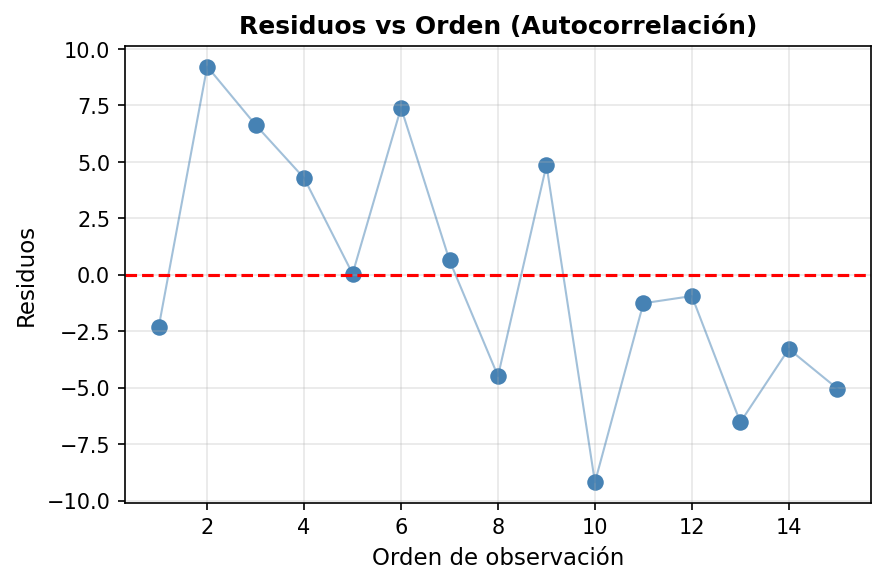 Residuos vs Orden (Autocorrelación)
Residuos
10.0
7.5
5.0
2.5
0.0
−2.5
−5.0
−7.5
−10.0
2 4 6 8 10 12 14
Orden de observación